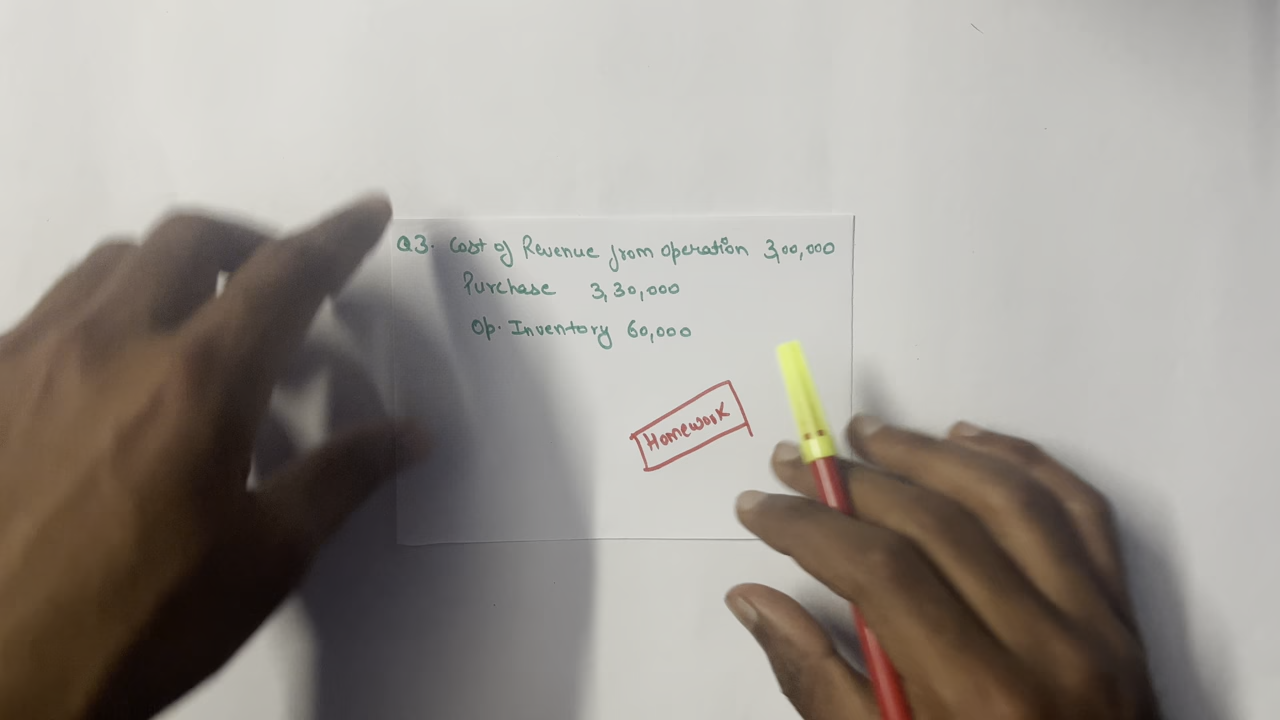 Q3. Cost of Revenue from operation 3,00,000
Purchase 3,30,000
Op. Inventory 60,000
Homework